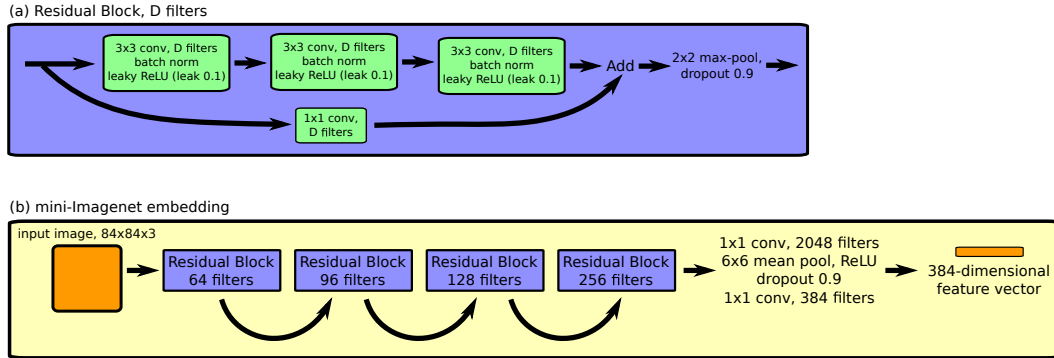 (a) Residual Block, D filters
3x3 conv, D filters
batch norm
leaky ReLU (leak 0.1)
3x3 conv, D filters
batch norm
leaky ReLU (leak 0.1)
3x3 conv, D filters
batch norm
leaky ReLU (leak 0.1)
Add
2x2 max-pool,
dropout 0.9
1x1 conv,
D filters
(b) mini-Imagenet embedding
input image, 84x84x3
Residual Block
64 filters
Residual Block
96 filters
Residual Block
128 filters
Residual Block
256 filters
1x1 conv, 2048 filters
6x6 mean pool, ReLU
dropout 0.9
1x1 conv, 384 filters
384-dimensional
feature vector